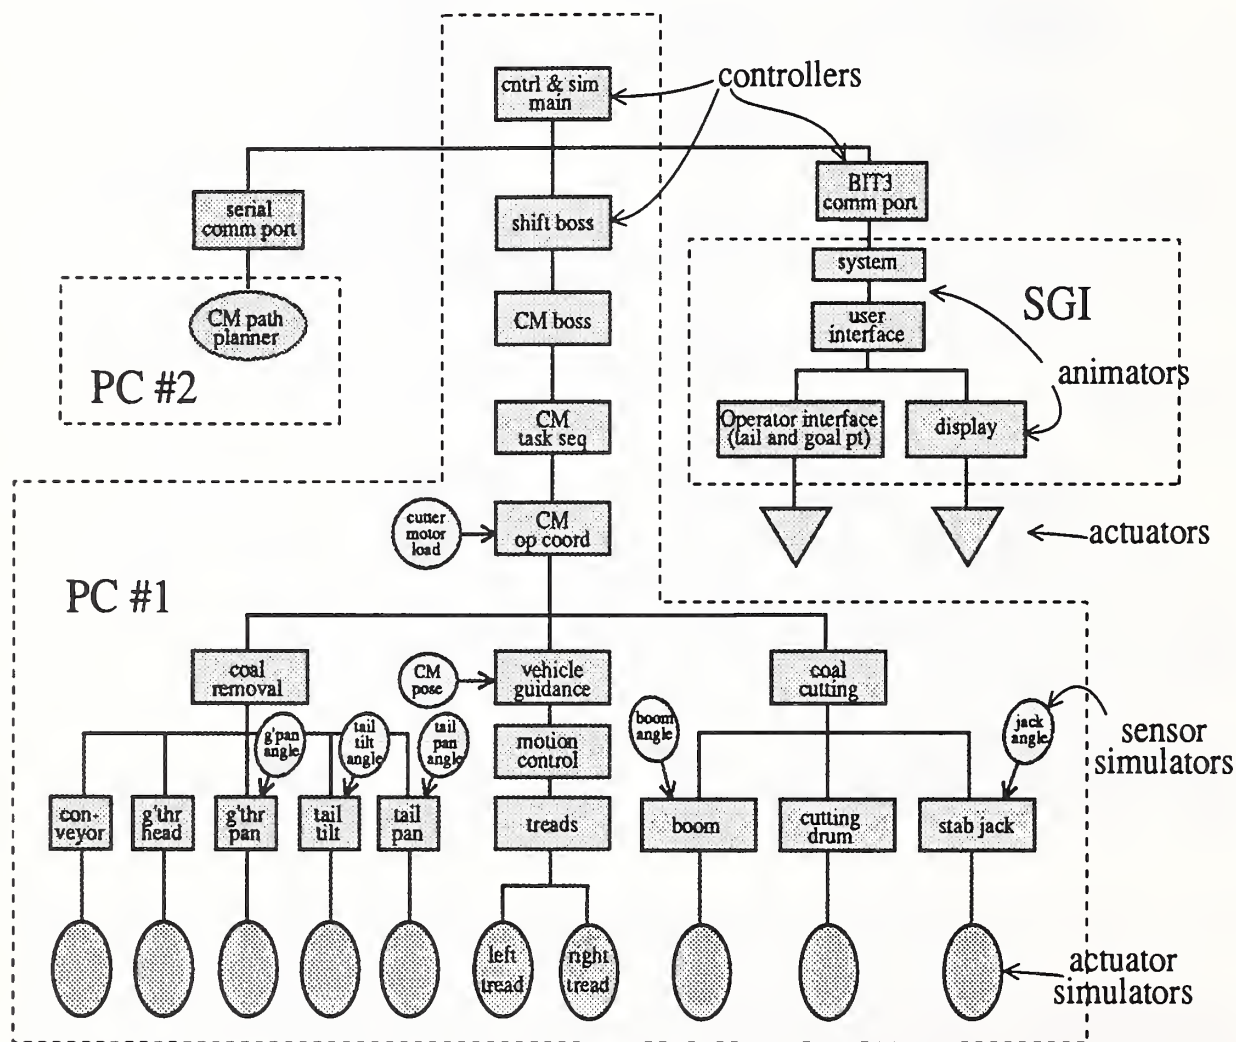 cntrl & sim
main
controllers
serial
comm port
shift boss
BIT3
comm port
system
SGI
user
interface
CM path
planner
PC #2
CM boss
animators
CM
task seq
Operator interface
(tail and goal pt)
display
cutter
motor
load
CM
op coord
actuators
PC #1
coal
removal
CM
pose
vehicle
guidance
coal
cutting
g'pan
angle
tail
tilt
angle
tail
pan
angle
motion
control
boom
angle
jack
angle
sensor
simulators
con-
veyor
g'thr
head
g'thr
pan
tail
tilt
tail
pan
treads
boom
cutting
drum
stab jack
left
tread
right
tread
actuator
simulators